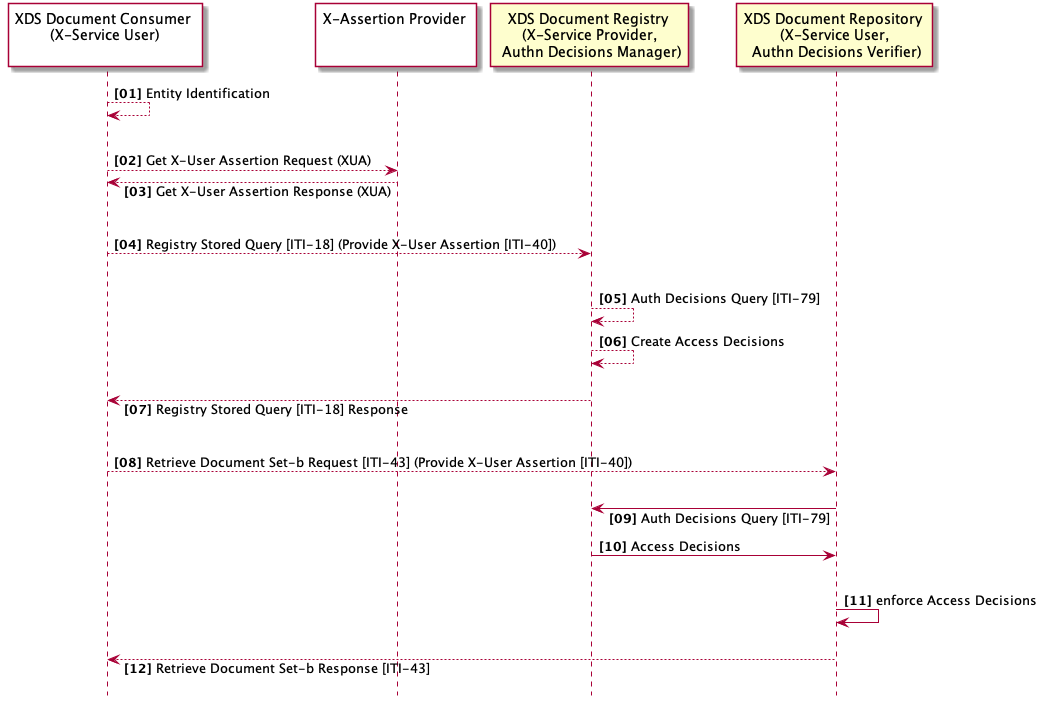 XDS Document Consumer
(X-Service User)
X-Assertion Provider
XDS Document Registry
(X-Service Provider,
Authn Decisions Manager)
XDS Document Repository
(X-Service User,
Authn Decisions Verifier)
[01] Entity Identification
[02] Get X-User Assertion Request (XUA)
[03] Get X-User Assertion Response (XUA)
[04] Registry Stored Query [ITI-18] (Provide X-User Assertion [ITI-40])
[05] Auth Decisions Query [ITI-79]
[06] Create Access Decisions
[07] Registry Stored Query [ITI-18] Response
[08] Retrieve Document Set-b Request [ITI-43] (Provide X-User Assertion [ITI-40])
[09] Auth Decisions Query [ITI-79]
[10] Access Decisions
[11] enforce Access Decisions
[12] Retrieve Document Set-b Response [ITI-43]